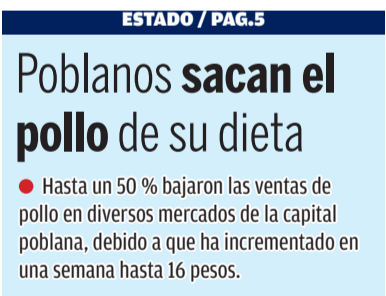 ESTADO / PAG.5
Poblanos sacan el
pollo de su dieta
● Hasta un 50 % bajaron las ventas de
pollo en diversos mercados de la capital
poblana, debido a que ha incrementado en
una semana hasta 16 pesos.